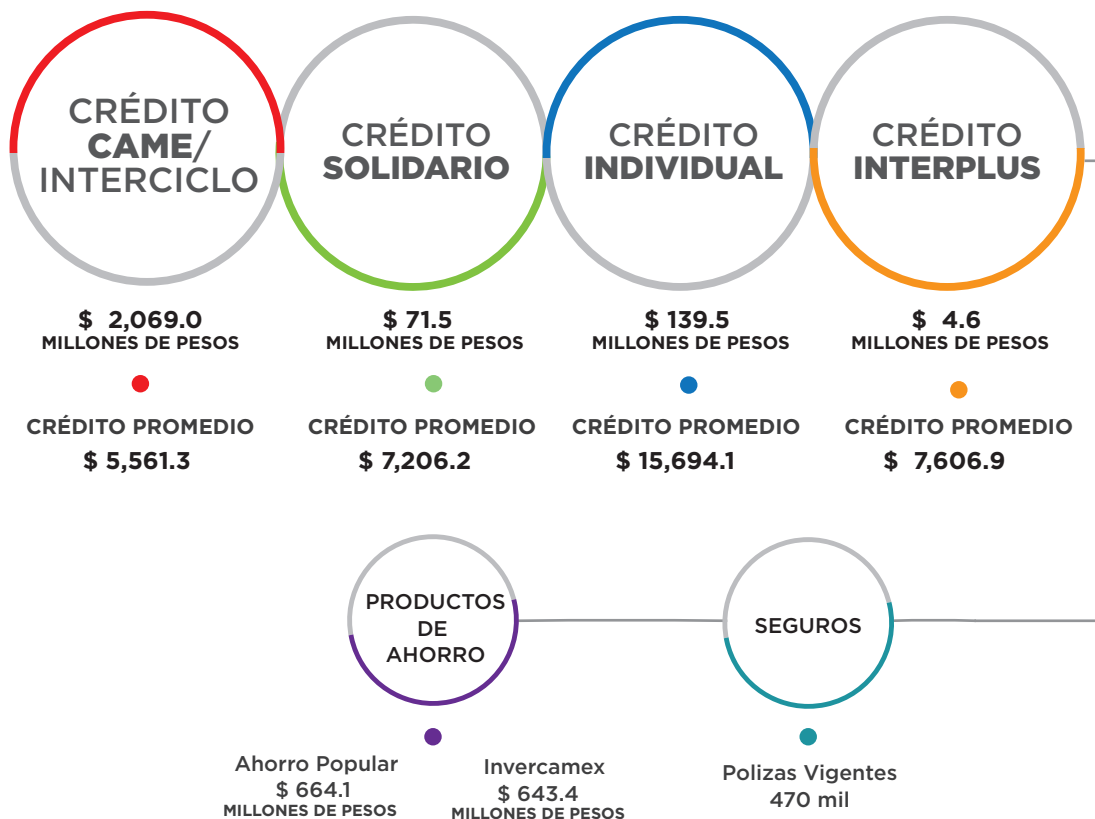 CRÉDITO
CAME/
INTERCICLO
$ 2,069.0
MILLONES DE PESOS
CRÉDITO PROMEDIO
$ 5,561.3
CRÉDITO
SOLIDARIO
$ 71.5
MILLONES DE PESOS
CRÉDITO PROMEDIO
$ 7,206.2
CRÉDITO
INDIVIDUAL
$ 139.5
MILLONES DE PESOS
CRÉDITO PROMEDIO
$ 15,694.1
CRÉDITO
INTERPLUS
$ 4.6
MILLONES DE PESOS
CRÉDITO PROMEDIO
$ 7,606.9
PRODUCTOS
DE
AHORRO
Ahorro Popular
$ 664.1
MILLONES DE PESOS
Invercamex
$ 643.4
MILLONES DE PESOS
SEGUROS
Polizas Vigentes
470 mil